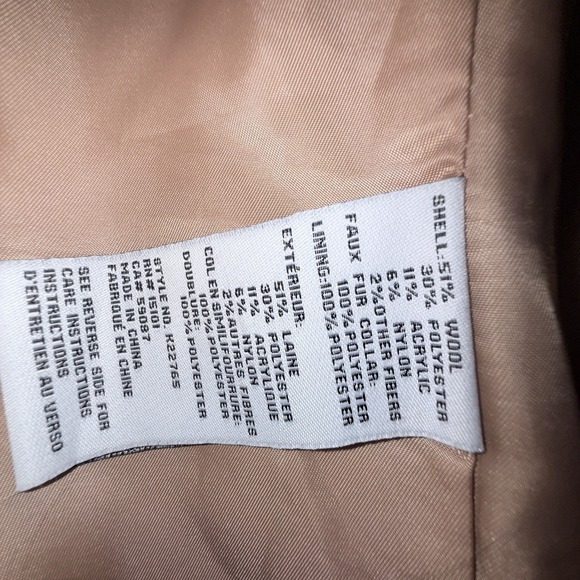 SHELL:51% WOOL
30% POLYESTER
11% ACRYLIC
6% NYLON
2%OTHER FIBERS
FAUX FUR COLLAR:
100%POLYESTER
LINING:100%POLYESTER
EXTÉRIEUR:
51% LAINE
30% POLYESTER
11% ACRYLIQUE
6% NYLON
2%AUTRES FIBRES
COL EN SIMILIFOURRURE:
100%POLYESTER
DOUBLURE:
100% POLYESTER
STYLE NO. H22765
RN# 15101
CA# 59087
MADE IN CHINA
FABRIQUÉ EN CHINE
SEE REVERSE SIDE FOR
CARE INSTRUCTIONS
INSTRUCTIONS
D'ENTRETIEN AU VERSO